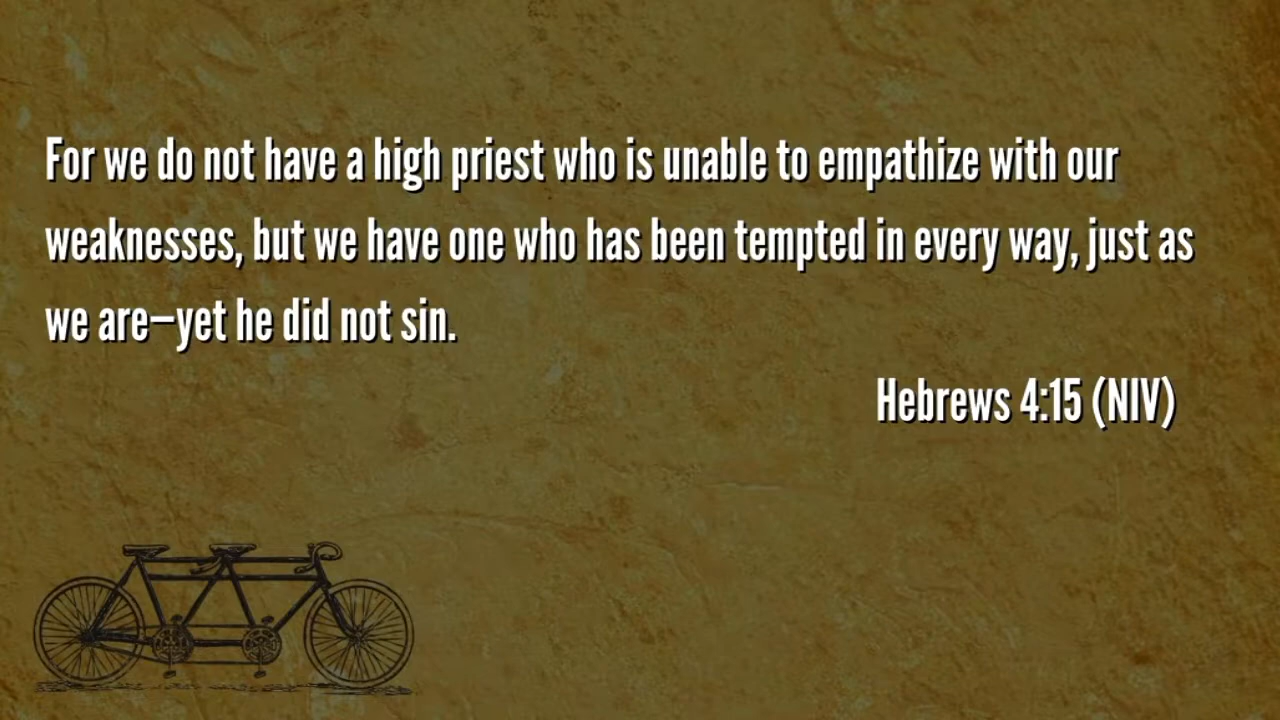 For we do not have a high priest who is unable to empathize with our
weaknesses, but we have one who has been tempted in every way, just as
we are—yet he did not sin.
Hebrews 4:15 (NIV)